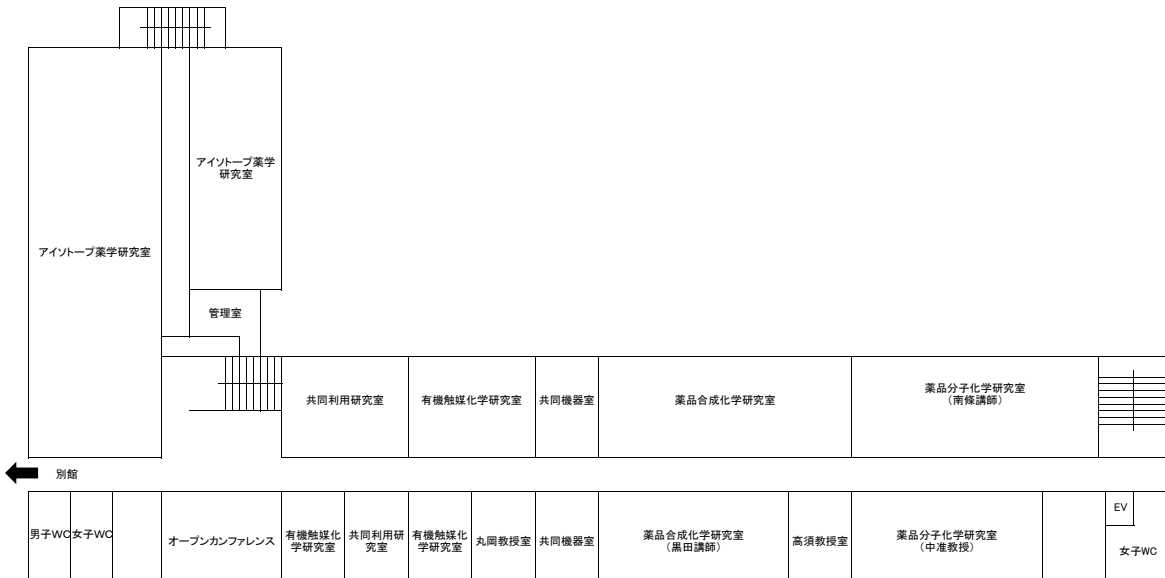 アイソトープ薬学
研究室
アイソトープ薬学研究室
管理室
共同利用研究室
有機触媒化学研究室
共同機器室
薬品合成化学研究室
薬品分子化学研究室
（南條講師）
別館
男子WC
女子WC
オープンカンファレンス
有機触媒化
学研究室
共同利用研
究室
有機触媒化
学研究室
丸岡教授室
共同機器室
薬品合成化学研究室
（黒田講師）
高須教授室
薬品分子化学研究室
（中准教授）
EV
女子WC